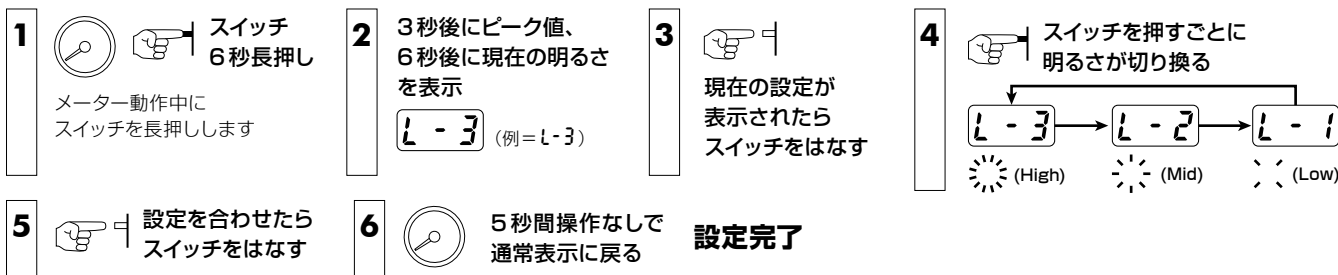 1
スイッチ
6秒長押し
メーター動作中に
スイッチを長押しします
2
3秒後にピーク値、
6秒後に現在の明るさ
を表示
L - 3 (例=L-3)
3
現在の設定が
表示されたら
スイッチをはなす
4
スイッチを押すごとに
明るさが切り換る
L - 3 L - 2 L - 1
(High) (Mid) (Low)
5
設定を合わせたら
スイッチをはなす
6
5秒間操作なしで
通常表示に戻る
設定完了